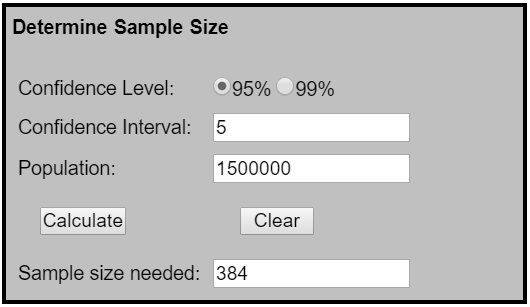 Determine Sample Size
Confidence Level: 95% 99%
Confidence Interval: 5
Population: 1500000
Calculate Clear
Sample size needed: 384